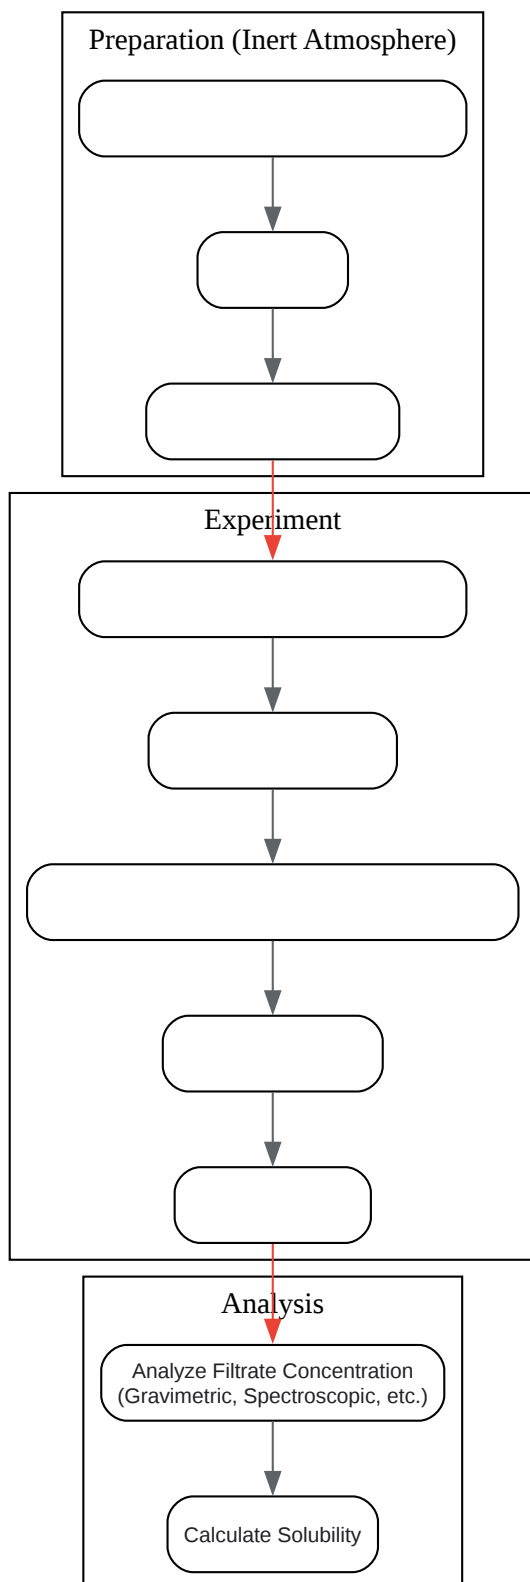 Preparation (Inert Atmosphere)
Experiment
Analysis
Analyze Filtrate Concentration
(Gravimetric, Spectroscopic, etc.)
Calculate Solubility